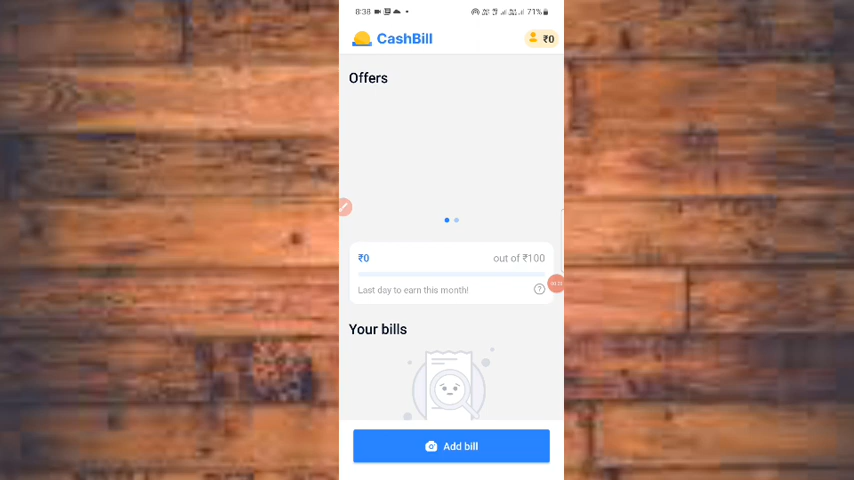 8:38
71%
CashBill
₹0
Offers
₹0
out of ₹100
Last day to earn this month!
Your bills
Add bill